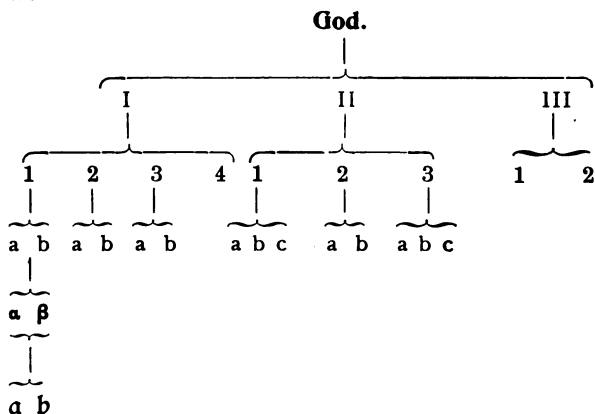 God.
I II III
1 2 3 4 1 2 3 1 2
a b a b a b a b c a b a b c
α β
a b